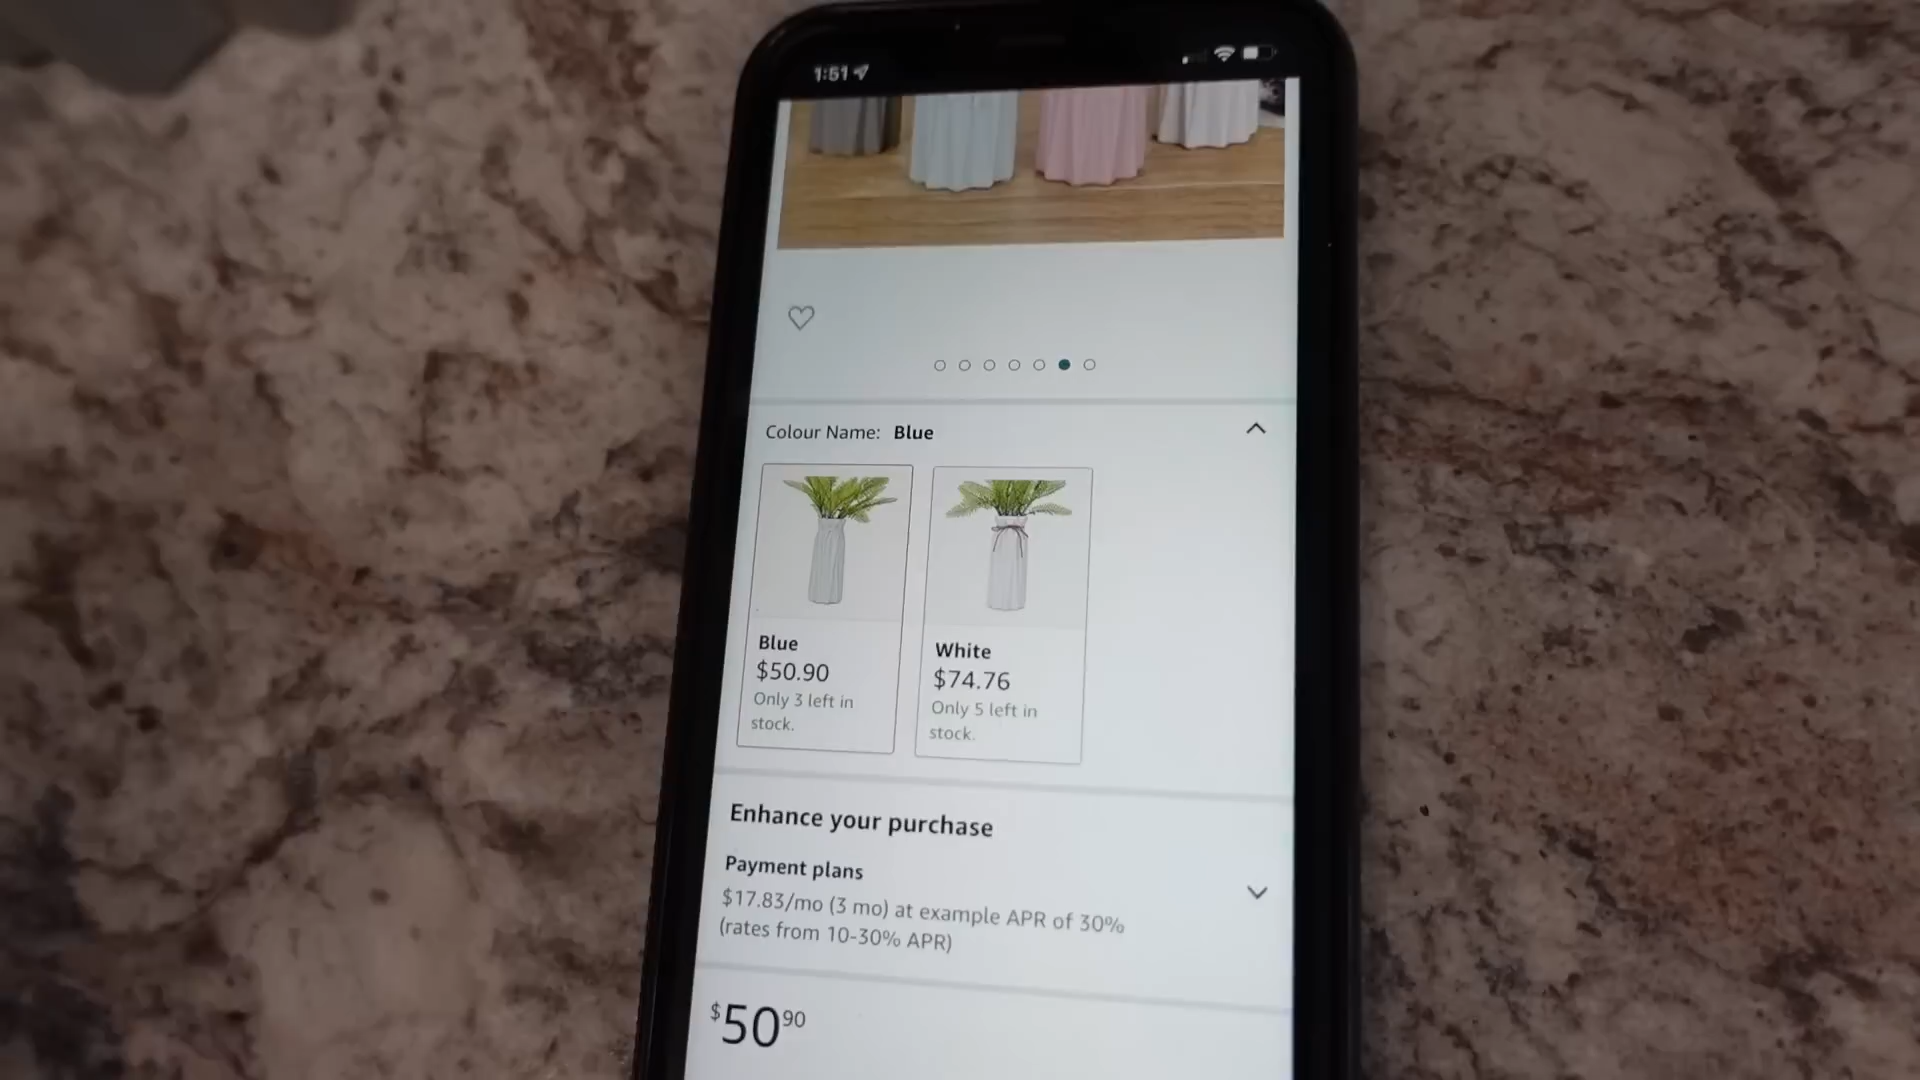 1:51
Colour Name: Blue
Blue
$50.90
Only 3 left in
stock.
White
$74.76
Only 5 left in
stock.
Enhance your purchase
Payment plans
$17.83/mo (3 mo) at example APR of 30%
(rates from 10-30% APR)
$50 90